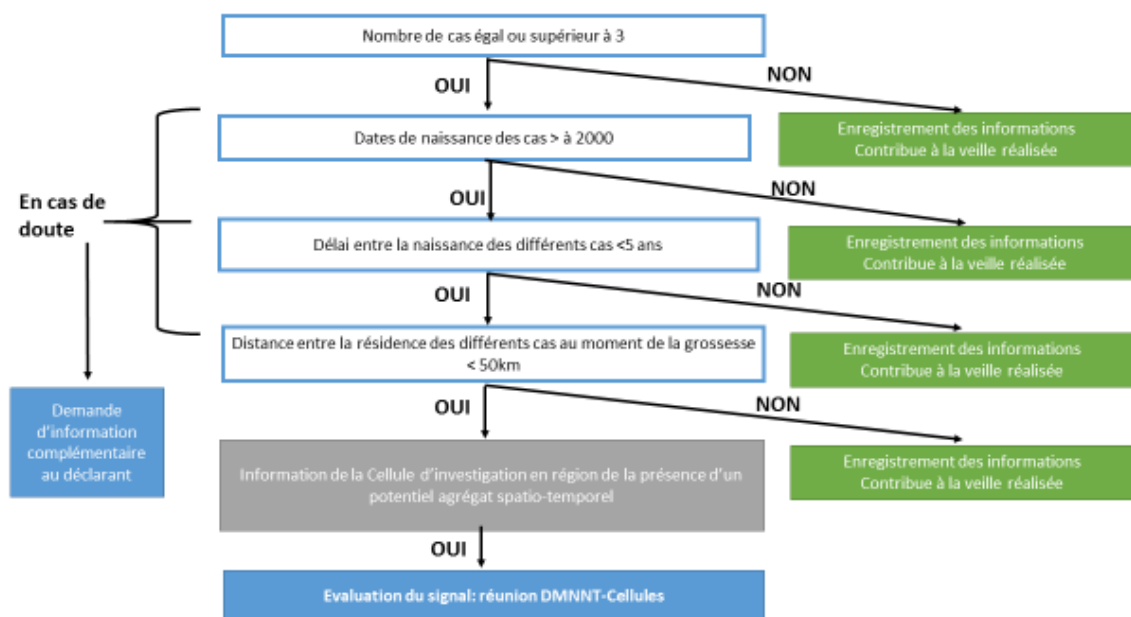 Nombre de cas égal ou supérieur à 3
OUI
NON
Dates de naissance des cas > à 2000
Enregistrement des informations
Contribue à la veille réalisée
En cas de
doute
OUI
NON
Délai entre la naissance des différents cas <5 ans
Enregistrement des informations
Contribue à la veille réalisée
OUI
NON
Distance entre la résidence des différents cas au moment de la grossesse
< 50km
Enregistrement des informations
Contribue à la veille réalisée
Demande
d'information
complémentaire
au déclarant
OUI
NON
Information de la Cellule d'investigation en région de la présence d'un
potentiel agrégat spatio-temporel
Enregistrement des informations
Contribue à la veille réalisée
OUI
Evaluation du signal: réunion DMNNT-Cellules